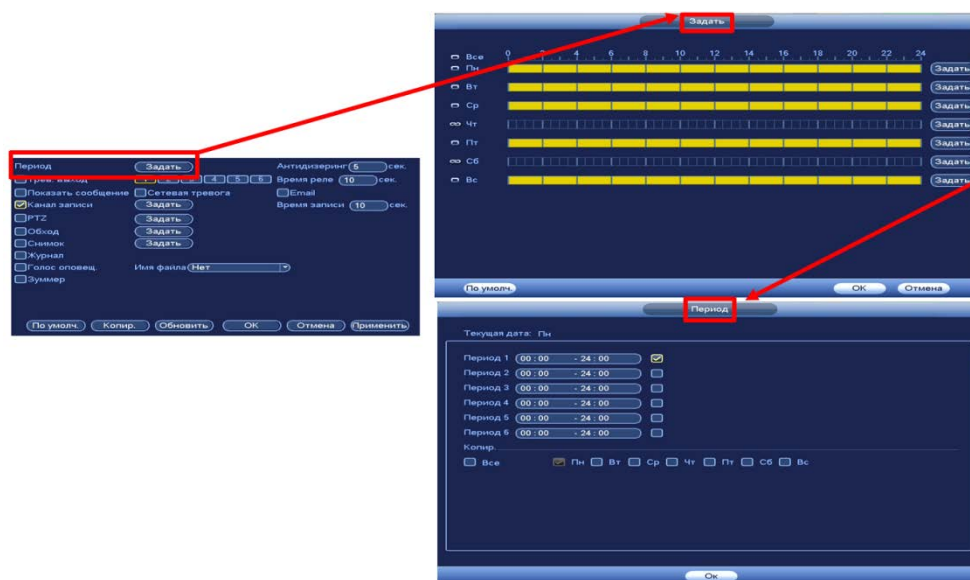 Период Задать Антидизеринг 5 сек.
Трев. выход 1 2 3 4 5 6 Время реле 10 сек.
Показать сообщение Сетевая тревога Email
Канал записи Задать Время записи 10 сек.
PTZ Задать
Обход Задать
Снимок Задать
Журнал
Голос оповещ. Имя файла Нет
Зуммер
По умолч. Копир. Обновить ОК Отмена Применить
Задать
0 2 4 6 8 10 12 14 16 18 20 22 24
Все
Пн Задать
Вт Задать
Ср Задать
Чт Задать
Пт Задать
Сб Задать
Вс Задать
По умолч. ОК Отмена
Период
Текущая дата: Пн
Период 1 00:00 - 24:00
Период 2 00:00 - 24:00
Период 3 00:00 - 24:00
Период 4 00:00 - 24:00
Период 5 00:00 - 24:00
Период 6 00:00 - 24:00
Копир.
Все Пн Вт Ср Чт Пт Сб Вс
Ок